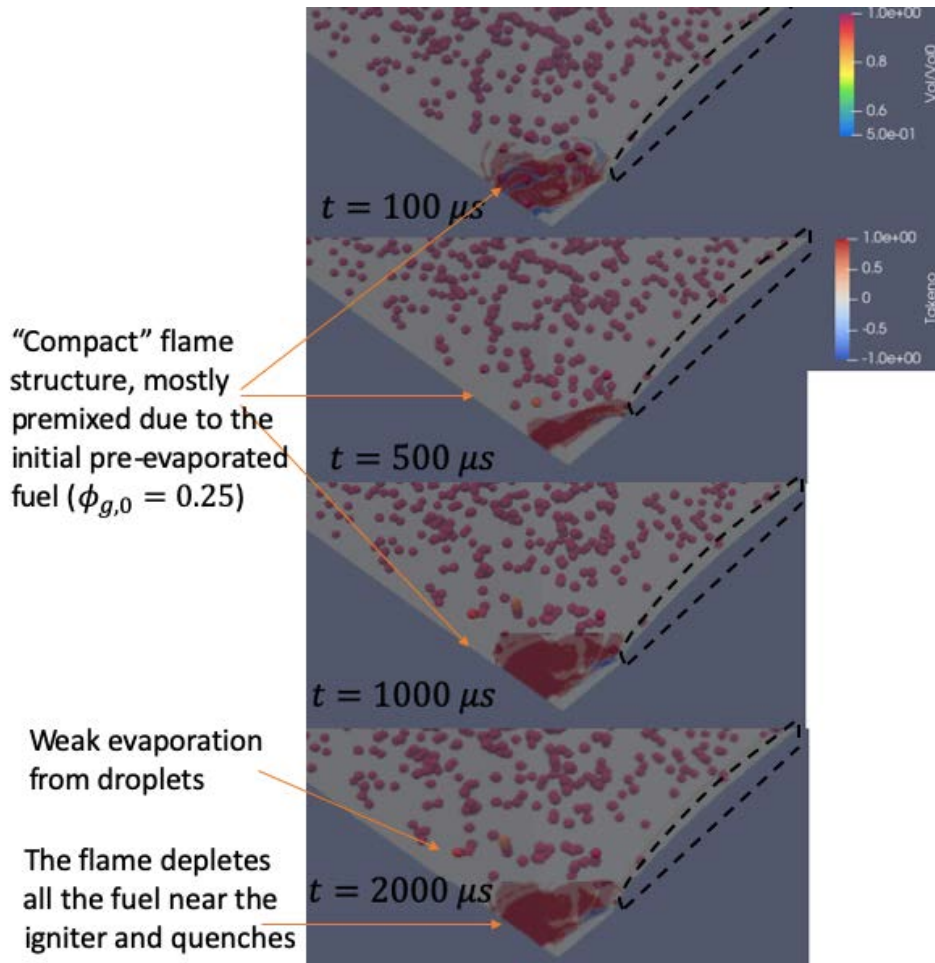 1.0e+00
0.8
0.6
5.0e-01
Vol/Vol0
t = 100 μs
1.0e+00
0.5
0
-0.5
-1.0e+00
Takeno
“Compact” flame
structure, mostly
premixed due to the
initial pre-evaporated
fuel (ϕg,0 = 0.25)
t = 500 μs
t = 1000 μs
Weak evaporation
from droplets
The flame depletes
all the fuel near the
igniter and quenches
t = 2000 μs